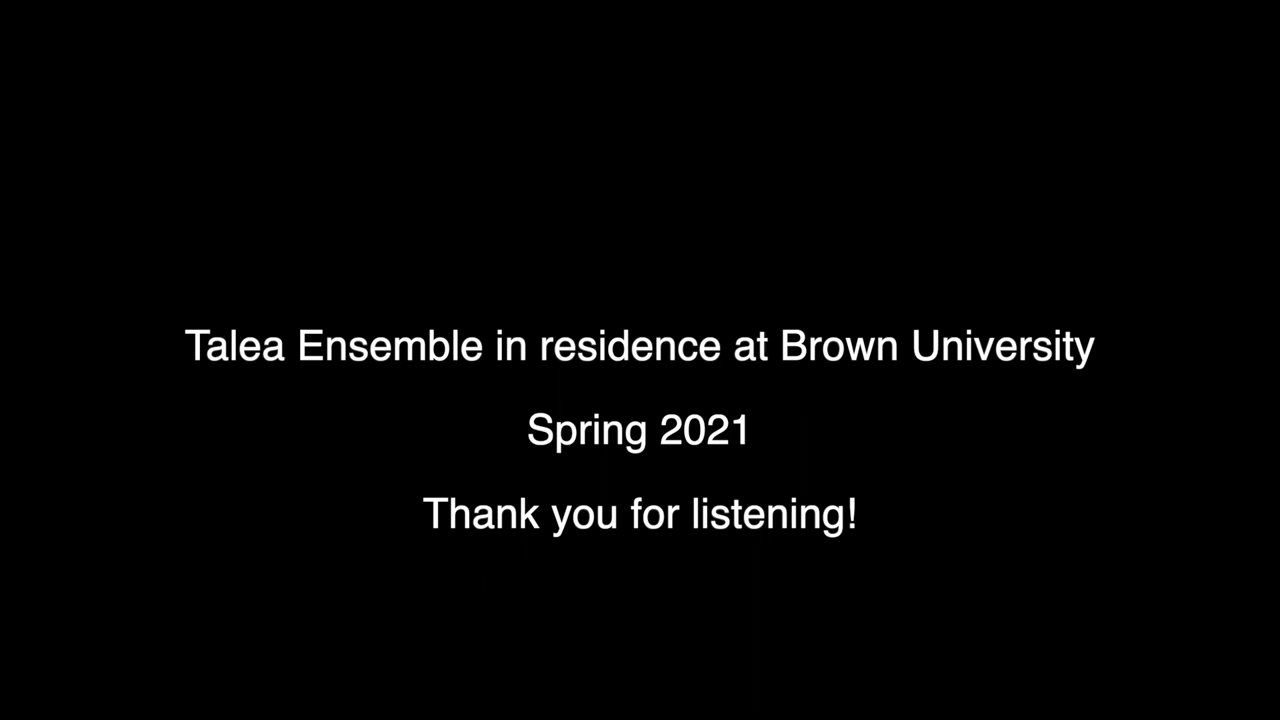 Talea Ensemble in residence at Brown University
Spring 2021
Thank you for listening!